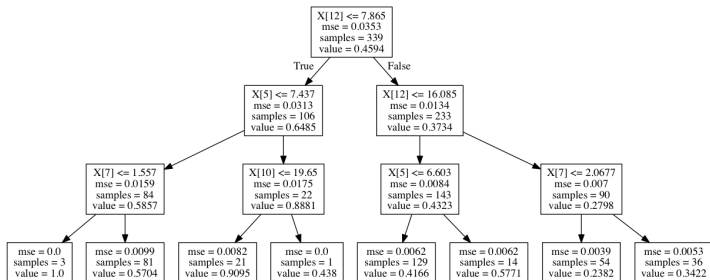 X[12] <= 7.865
mse = 0.0353
samples = 339
value = 0.4594
True
False
X[5] <= 7.437
mse = 0.0313
samples = 106
value = 0.6485
X[12] <= 16.085
mse = 0.0134
samples = 233
value = 0.3734
X[7] <= 1.557
mse = 0.0159
samples = 84
value = 0.5857
X[10] <= 19.65
mse = 0.0175
samples = 22
value = 0.8881
X[5] <= 6.603
mse = 0.0084
samples = 143
value = 0.4323
X[7] <= 2.0677
mse = 0.007
samples = 90
value = 0.2798
mse = 0.0
samples = 3
value = 1.0
mse = 0.0099
samples = 81
value = 0.5704
mse = 0.0082
samples = 21
value = 0.9095
mse = 0.0
samples = 1
value = 0.438
mse = 0.0062
samples = 129
value = 0.4166
mse = 0.0062
samples = 14
value = 0.5771
mse = 0.0039
samples = 54
value = 0.2382
mse = 0.0053
samples = 36
value = 0.3422